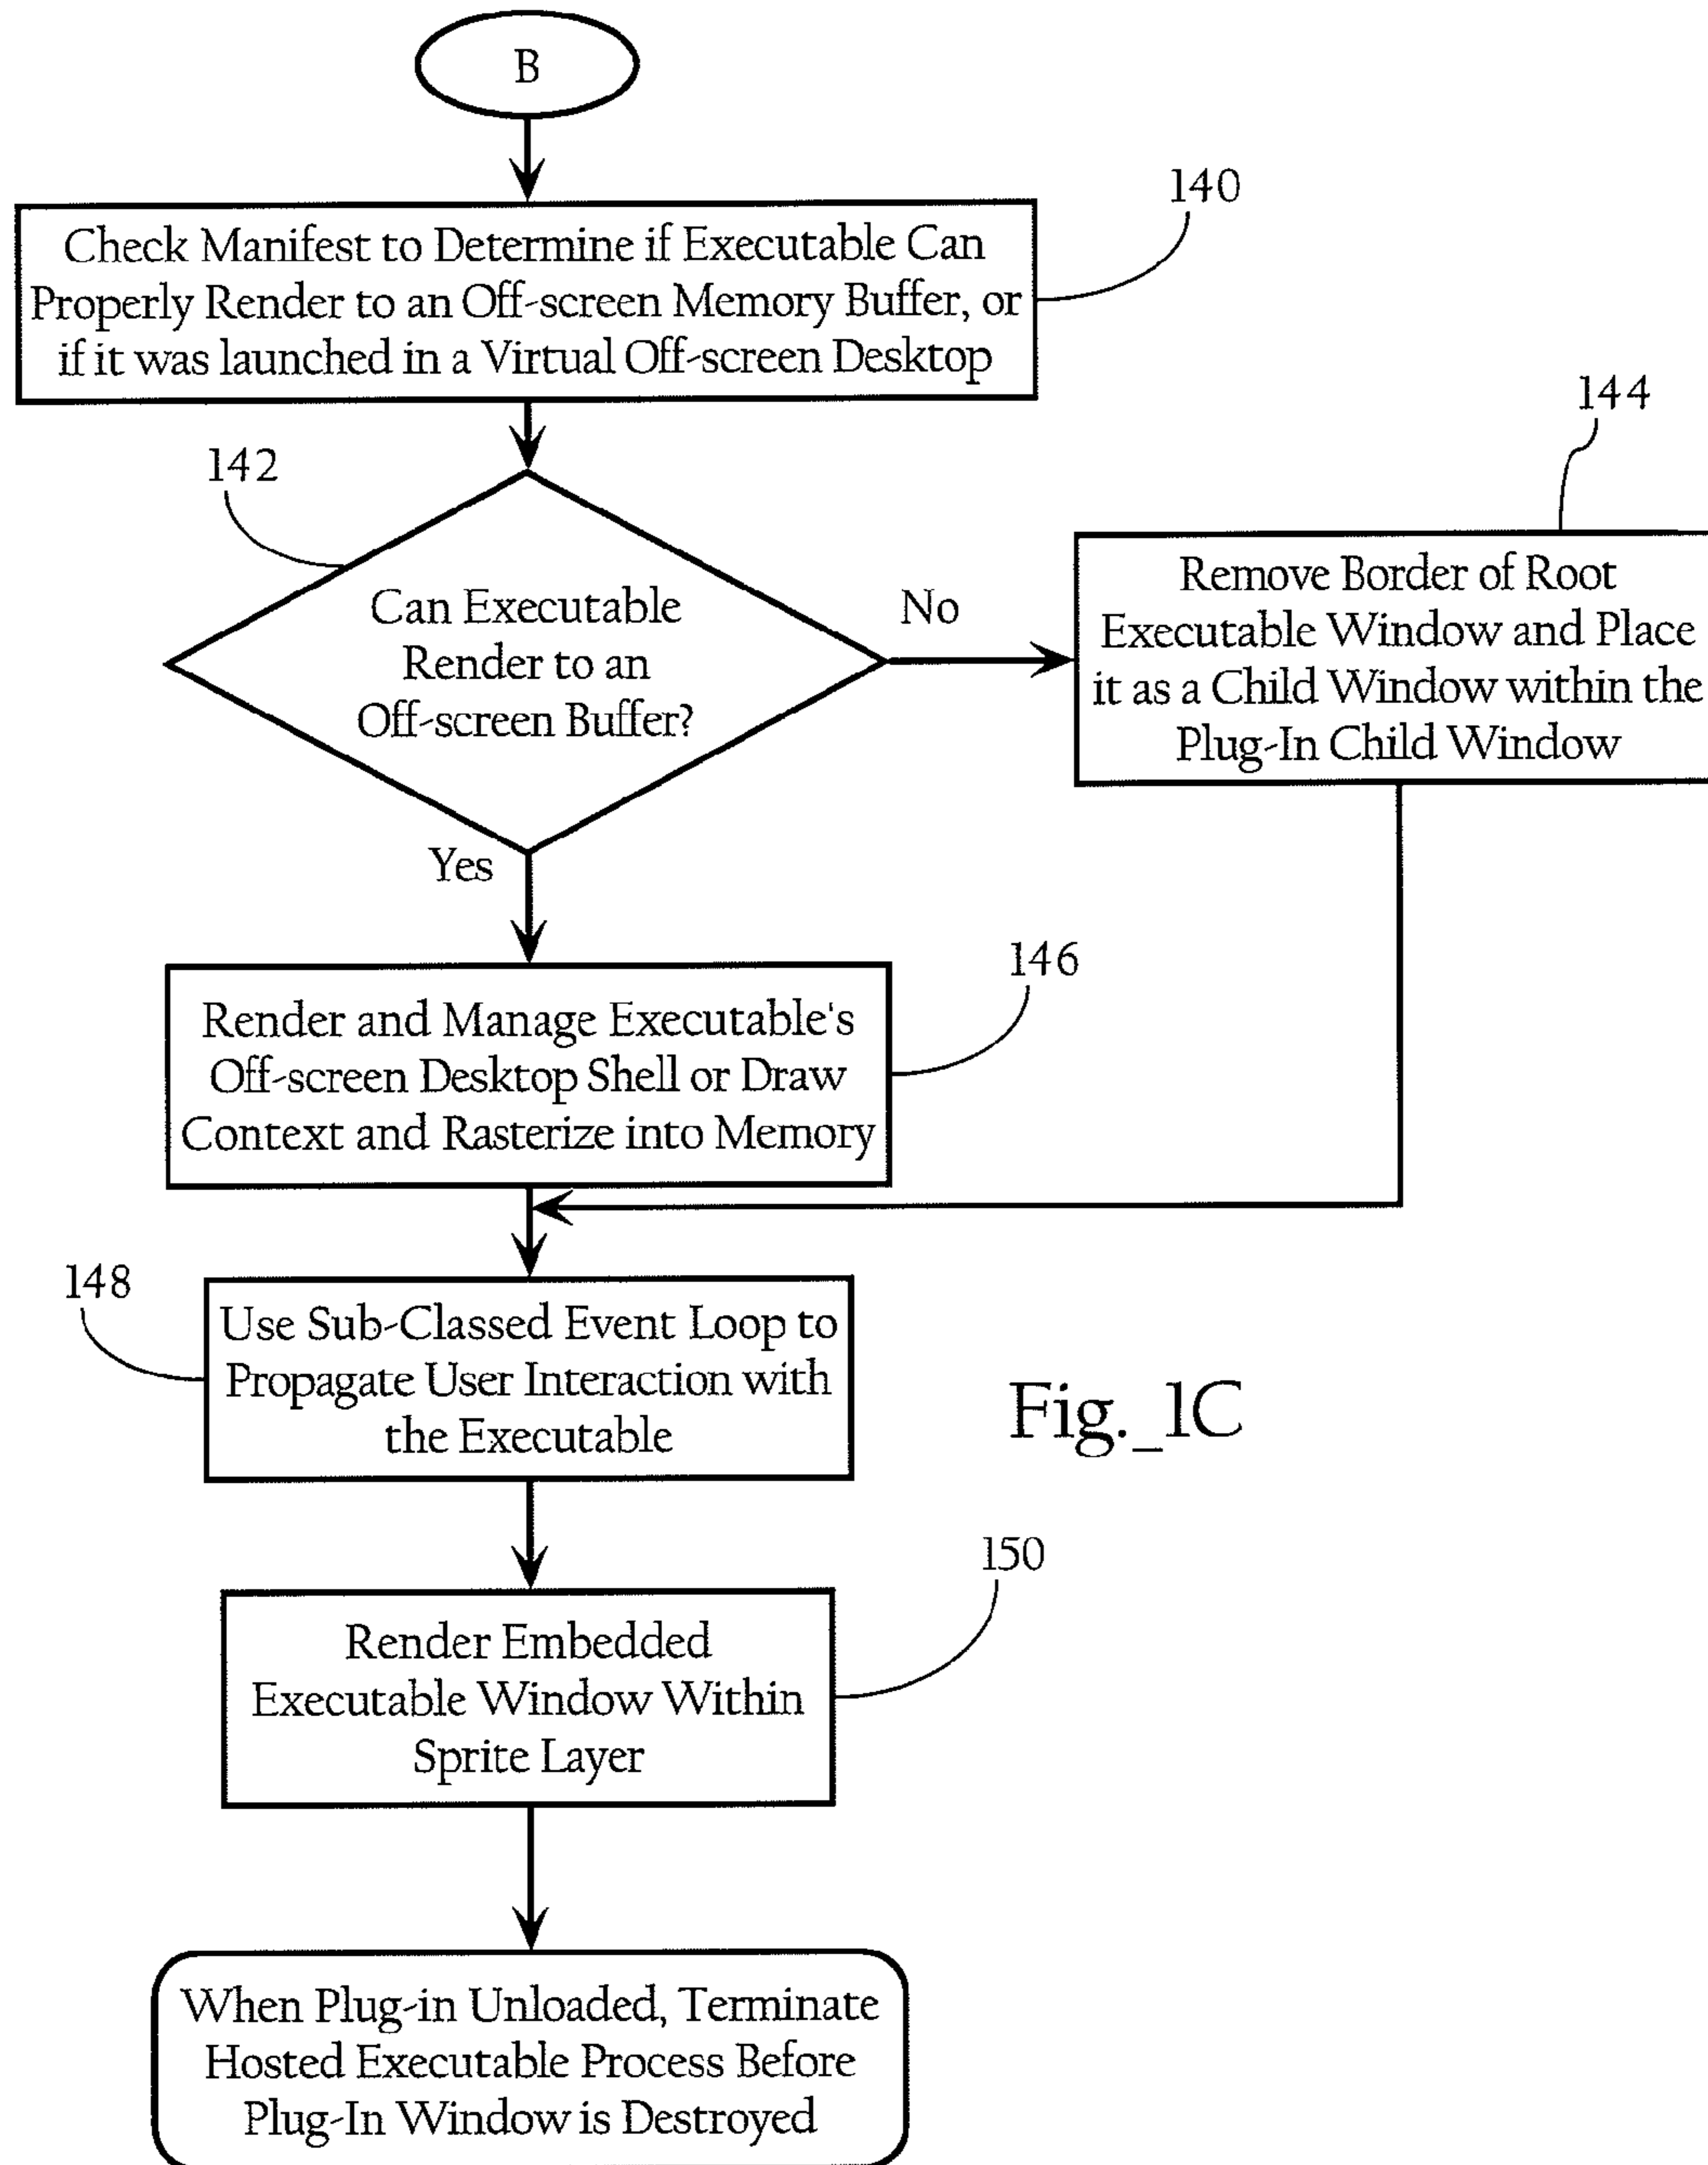 B
140
Check Manifest to Determine if Executable Can
Properly Render to an Off-screen Memory Buffer, or
if it was launched in a Virtual Off-screen Desktop
142
Can Executable
Render to an
Off-screen Buffer?
No
144
Remove Border of Root
Executable Window and Place
it as a Child Window within the
Plug-In Child Window
Yes
146
Render and Manage Executable's
Off-screen Desktop Shell or Draw
Context and Rasterize into Memory
148
Use Sub-Classed Event Loop to
Propagate User Interaction with
the Executable
Fig._1C
150
Render Embedded
Executable Window Within
Sprite Layer
When Plug-in Unloaded, Terminate
Hosted Executable Process Before
Plug-In Window is Destroyed